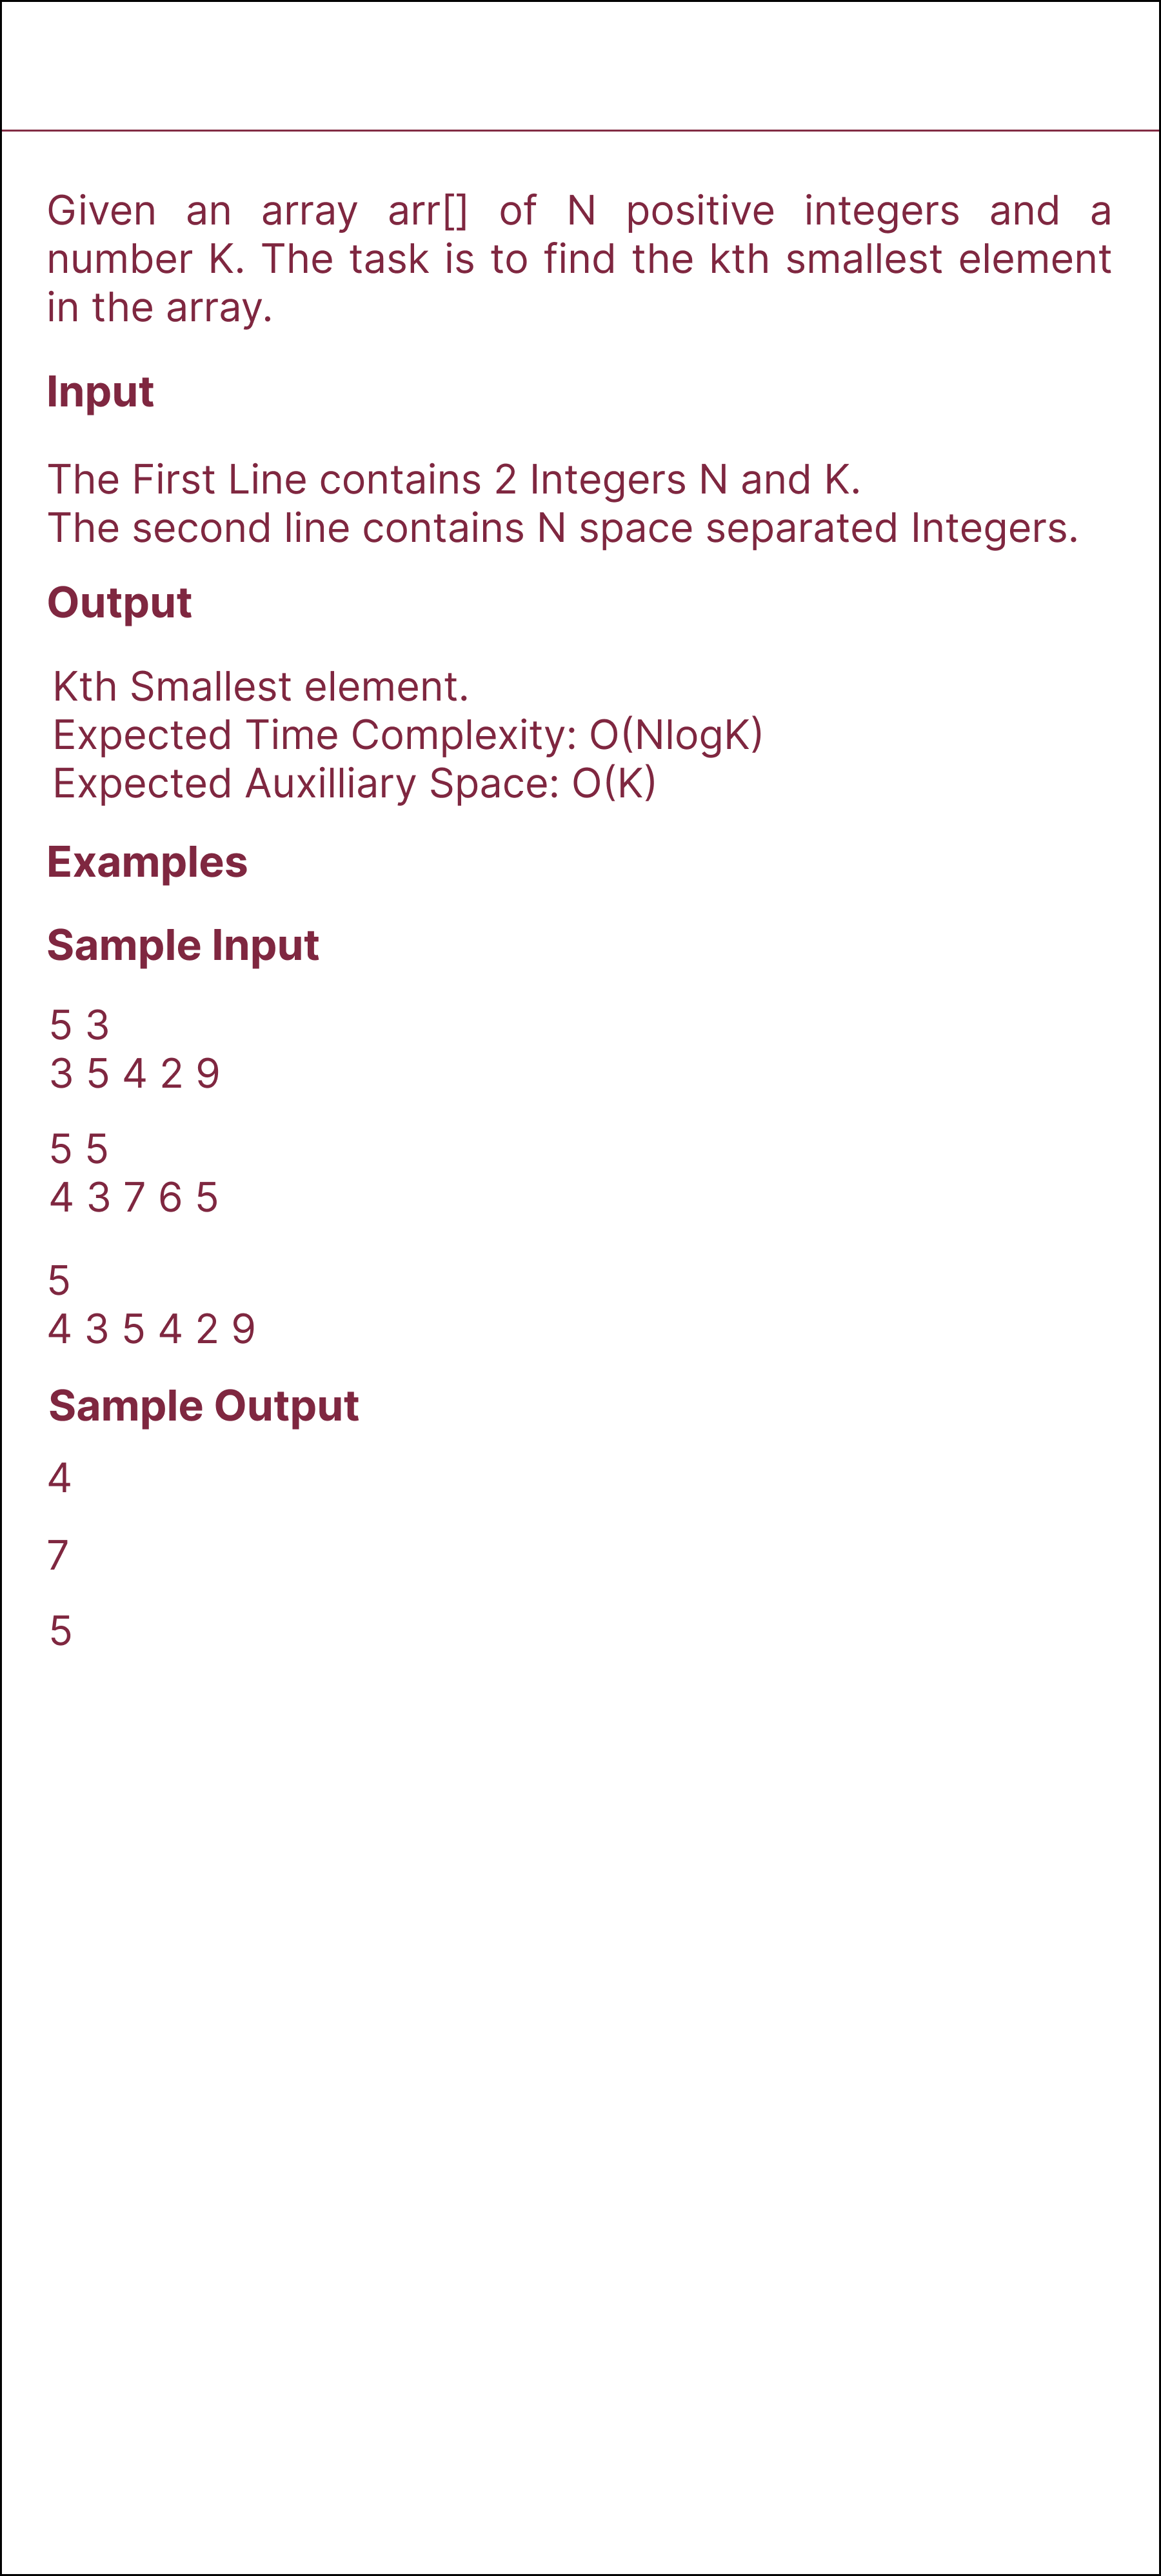 Given an array arr[] of N positive integers and a
number K. The task is to find the kth smallest element
in the array.
Input
The First Line contains 2 Integers N and K.
The second line contains N space separated Integers.
Output
Kth Smallest element.
Expected Time Complexity: O(NlogK)
Expected Auxilliary Space: O(K)
Examples
Sample Input
5 3
3 5 4 2 9
5 5
4 3 7 6 5
5
4 3 5 4 2 9
Sample Output
4
7
5